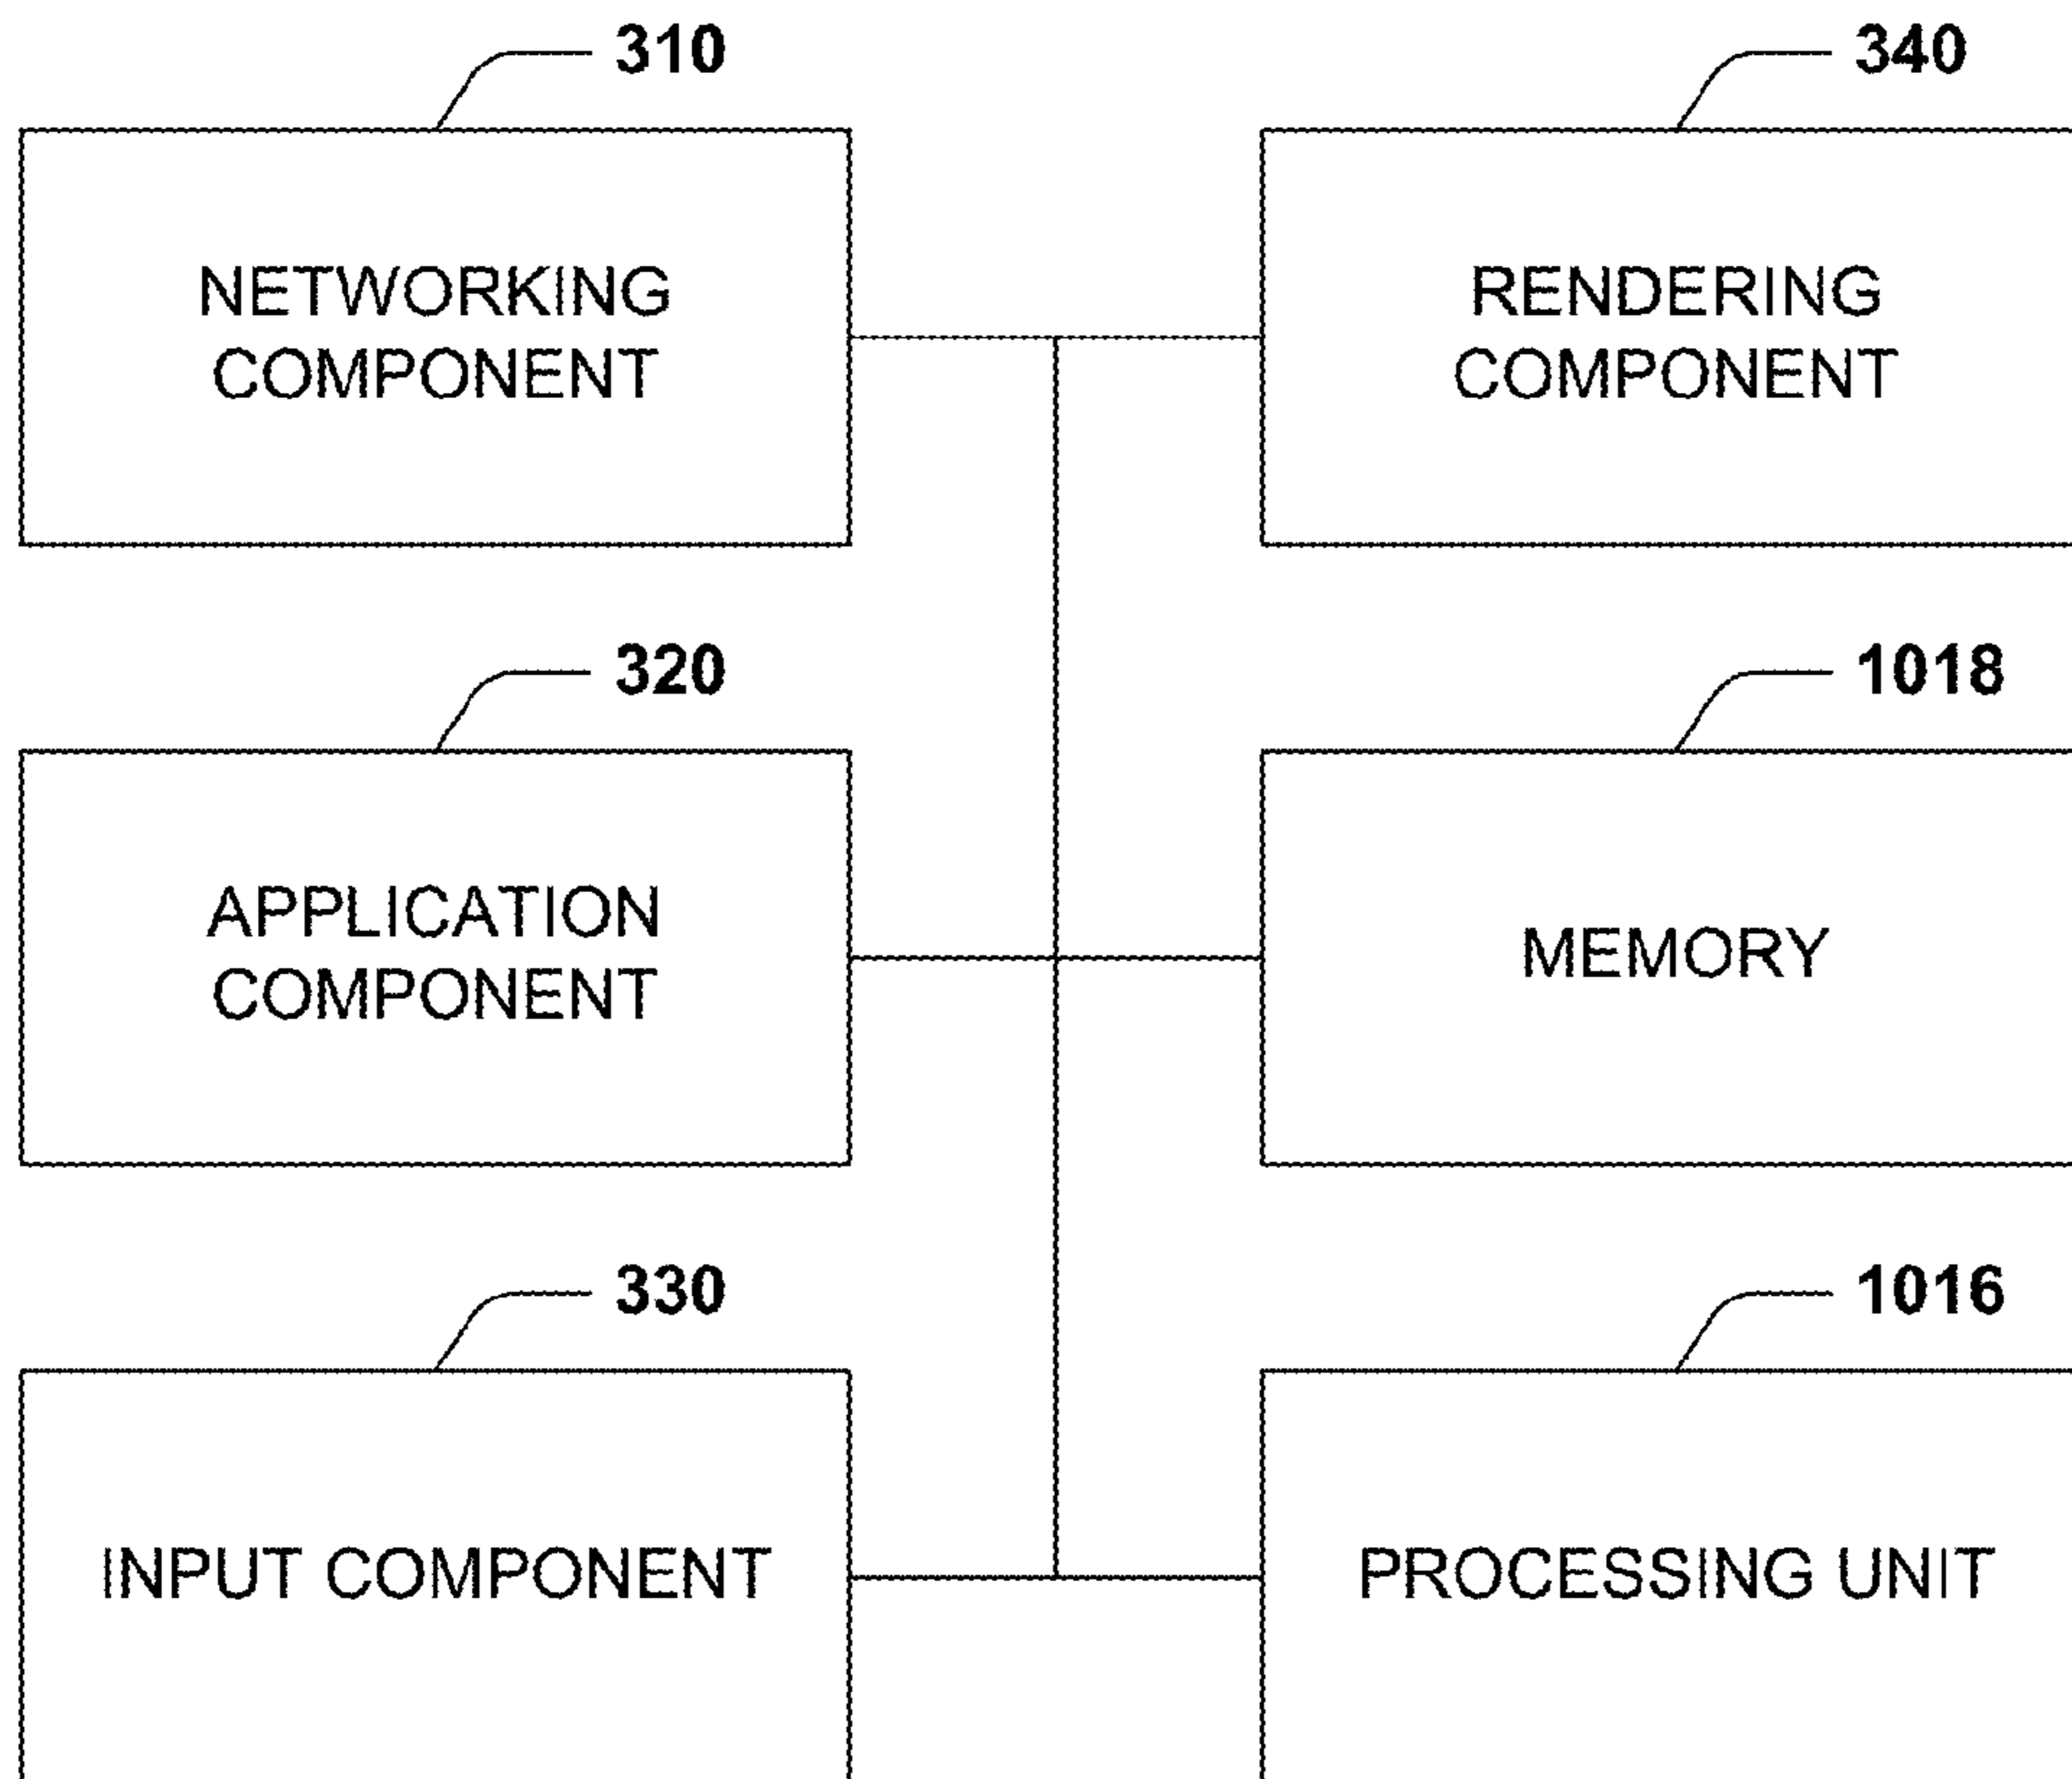 310
340
NETWORKING
COMPONENT
RENDERING
COMPONENT
320
1018
APPLICATION
COMPONENT
MEMORY
330
1016
INPUT COMPONENT
PROCESSING UNIT